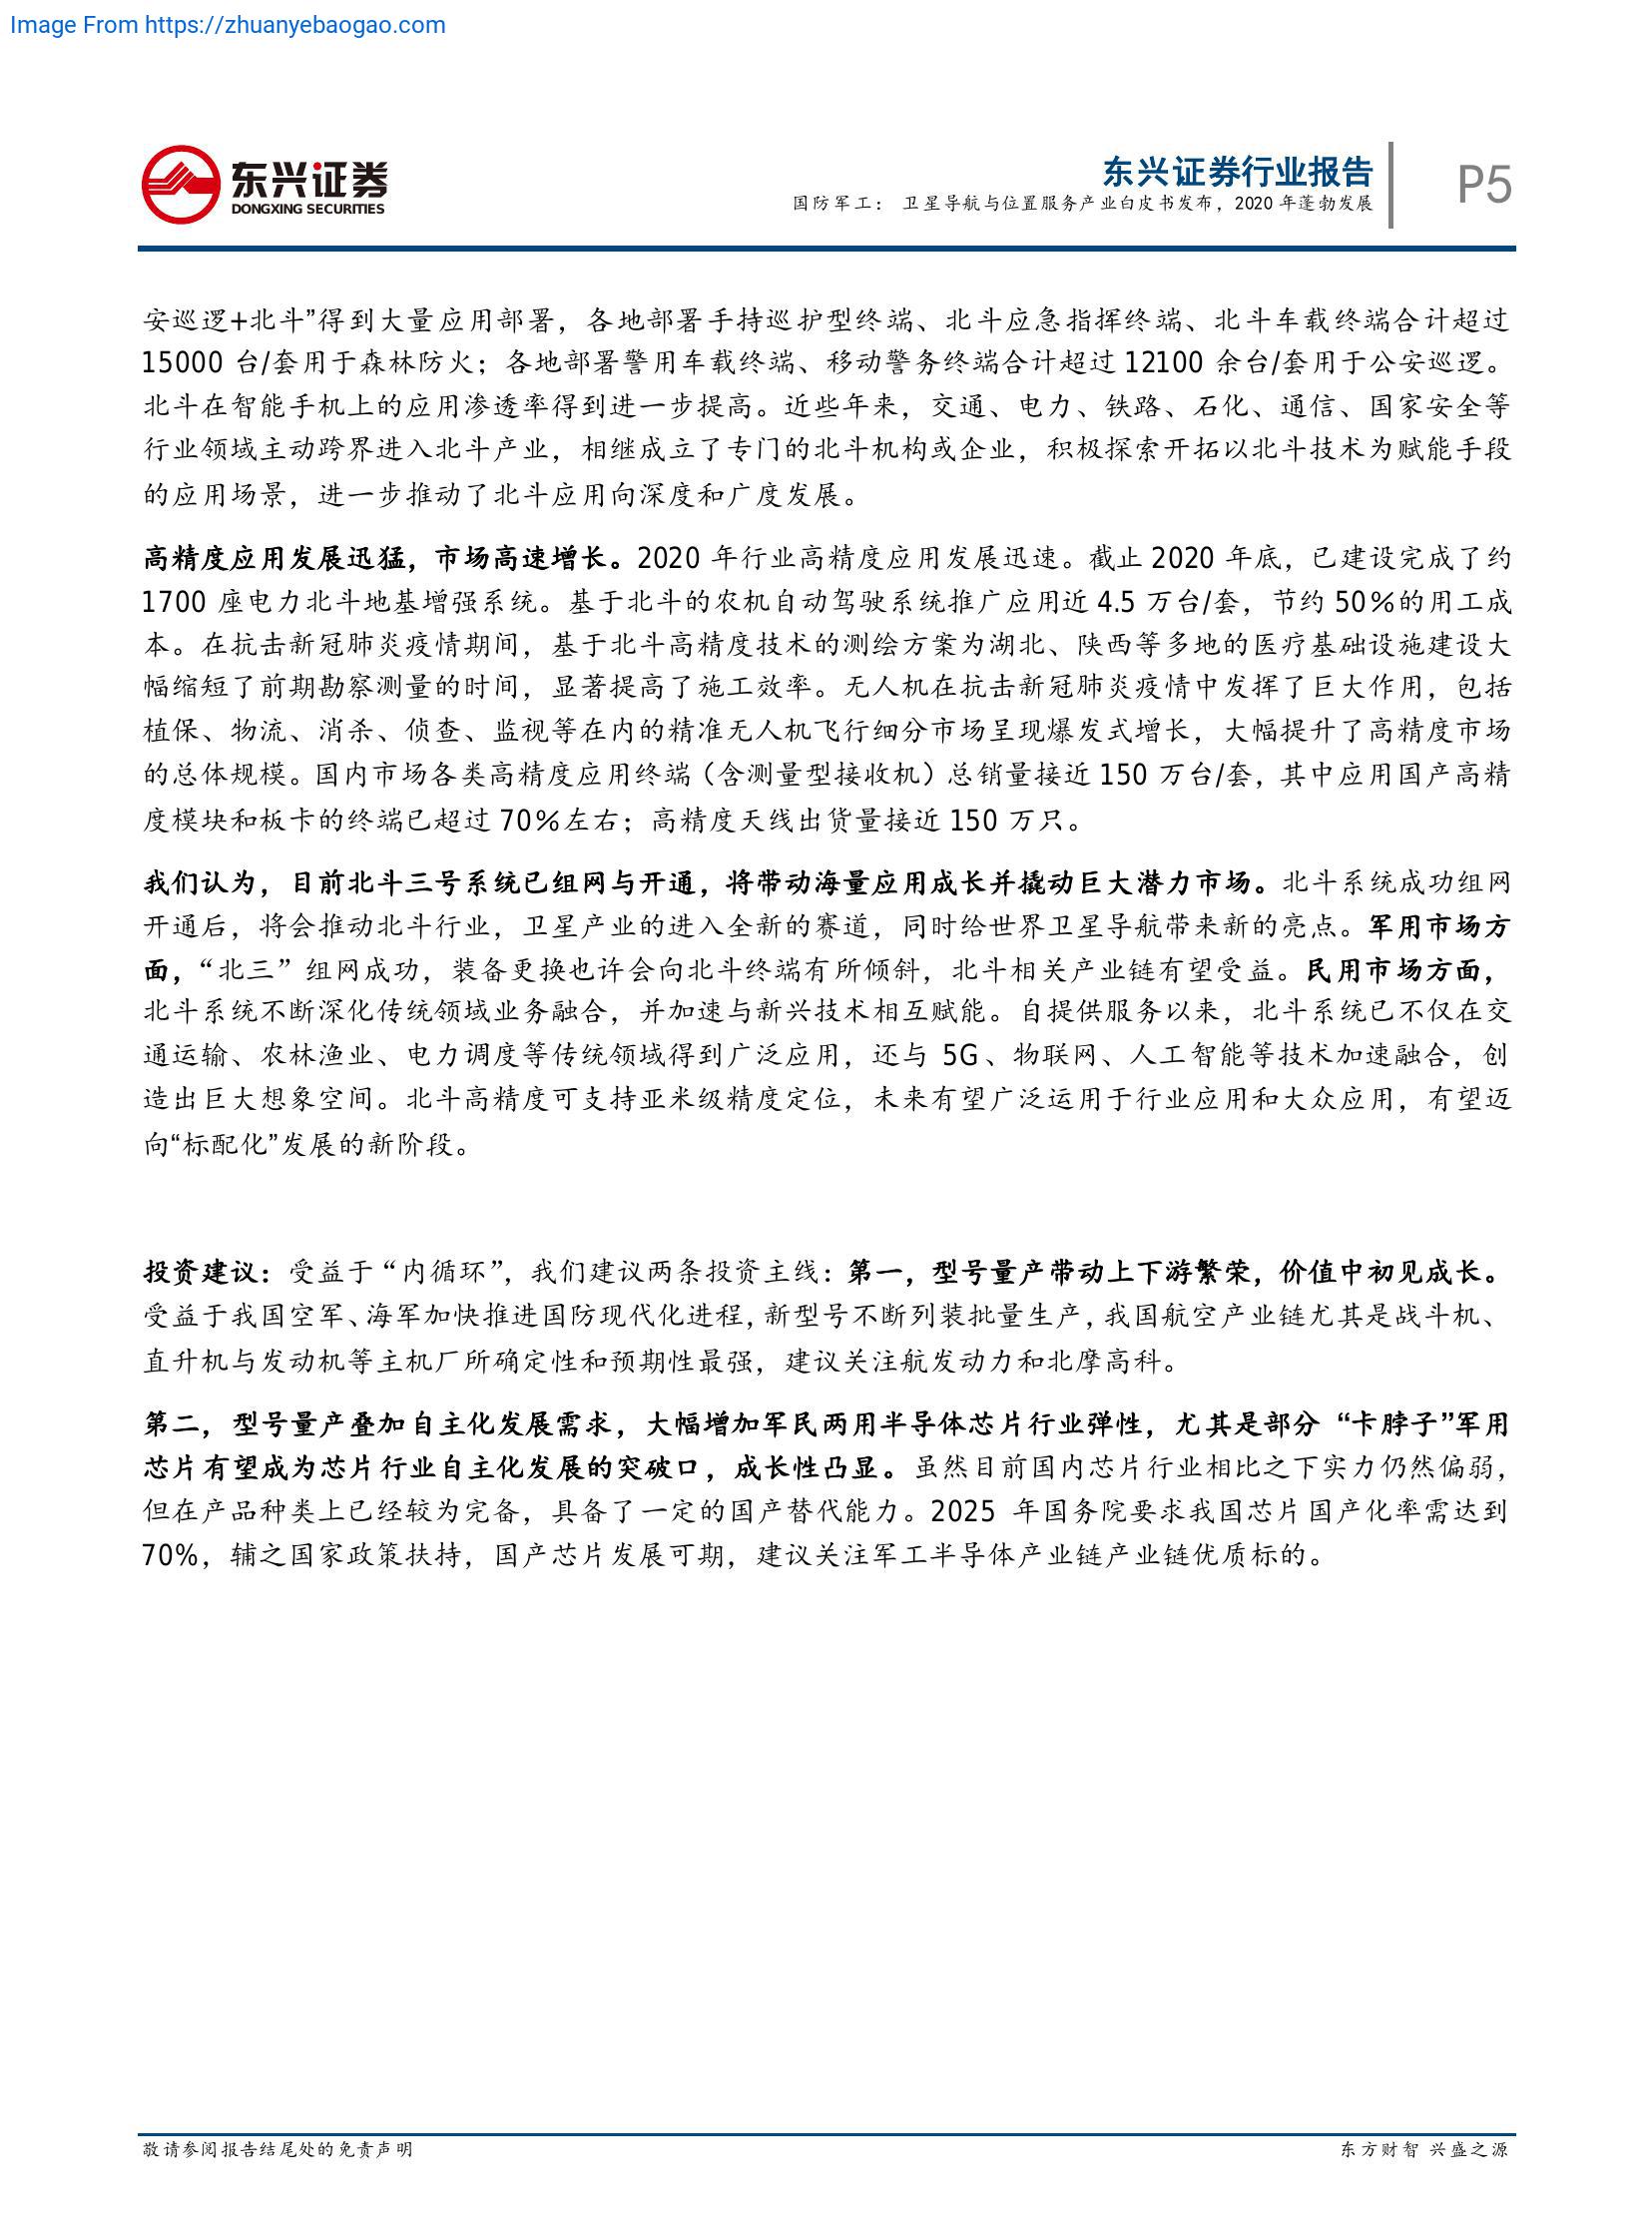 Image From https://zhuanyebaogao.com
东兴证券
DONGXING SECURITIES
东兴证券行业报告
国防军工： 卫星导航与位置服务产业白皮书发布，2020 年蓬勃发展
P5
安巡逻+北斗”得到大量应用部署，各地部署手持巡护型终端、北斗应急指挥终端、北斗车载终端合计超过
15000 台/套用于森林防火；各地部署警用车载终端、移动警务终端合计超过 12100 余台/套用于公安巡逻。
北斗在智能手机上的应用渗透率得到进一步提高。近些年来，交通、电力、铁路、石化、通信、国家安全等
行业领域主动跨界进入北斗产业，相继成立了专门的北斗机构或企业，积极探索开拓以北斗技术为赋能手段
的应用场景，进一步推动了北斗应用向深度和广度发展。
高精度应用发展迅猛，市场高速增长。2020 年行业高精度应用发展迅速。截止 2020 年底，已建设完成了约
1700 座电力北斗地基增强系统。基于北斗的农机自动驾驶系统推广应用近 4.5 万台/套，节约 50%的用工成
本。在抗击新冠肺炎疫情期间，基于北斗高精度技术的测绘方案为湖北、陕西等多地的医疗基础设施建设大
幅缩短了前期勘察测量的时间，显著提高了施工效率。无人机在抗击新冠肺炎疫情中发挥了巨大作用，包括
植保、物流、消杀、侦查、监视等在内的精准无人机飞行细分市场呈现爆发式增长，大幅提升了高精度市场
的总体规模。国内市场各类高精度应用终端（含测量型接收机）总销量接近 150 万台/套，其中应用国产高精
度模块和板卡的终端已超过 70%左右；高精度天线出货量接近 150 万只。
我们认为，目前北斗三号系统已组网与开通，将带动海量应用成长并撬动巨大潜力市场。北斗系统成功组网
开通后，将会推动北斗行业，卫星产业的进入全新的赛道，同时给世界卫星导航带来新的亮点。军用市场方
面，“北三”组网成功，装备更换也许会向北斗终端有所倾斜，北斗相关产业链有望受益。民用市场方面，
北斗系统不断深化传统领域业务融合，并加速与新兴技术相互赋能。自提供服务以来，北斗系统已不仅在交
通运输、农林渔业、电力调度等传统领域得到广泛应用，还与 5G、物联网、人工智能等技术加速融合，创
造出巨大想象空间。北斗高精度可支持亚米级精度定位，未来有望广泛运用于行业应用和大众应用，有望迈
向“标配化”发展的新阶段。
投资建议：受益于“内循环”，我们建议两条投资主线：第一，型号量产带动上下游繁荣，价值中初见成长。
受益于我国空军、海军加快推进国防现代化进程，新型号不断列装批量生产，我国航空产业链尤其是战斗机、
直升机与发动机等主机厂所确定性和预期性最强，建议关注航发动力和北摩高科。
第二，型号量产叠加自主化发展需求，大幅增加军民两用半导体芯片行业弹性，尤其是部分“卡脖子”军用
芯片有望成为芯片行业自主化发展的突破口，成长性凸显。虽然目前国内芯片行业相比之下实力仍然偏弱，
但在产品种类上已经较为完备，具备了一定的国产替代能力。2025 年国务院要求我国芯片国产化率需达到
70%，辅之国家政策扶持，国产芯片发展可期，建议关注军工半导体产业链产业链优质标的。
敬请参阅报告结尾处的免责声明
东方财智 兴盛之源